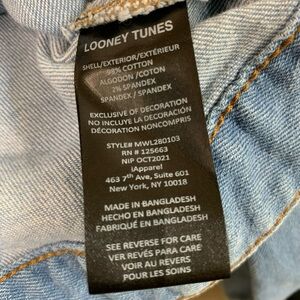 LOONEY TUNES
SHELL/EXTERIOR/EXTÉRIEUR
98% COTTON
ALGODON /COTON
2% SPANDEX
SPANDEX / SPANDEX
EXCLUSIVE OF DECORATION
NO INCLUYE LA DECORACIÓN
DÉCORATION NONCOMPRIS
STYLE# MWL280103
RN # 125663
NIP OCT2021
iApparel
463 7th Ave, Suite 601
New York, NY 10018
MADE IN BANGLADESH
HECHO EN BANGLADESH
FABRIQUÉ EN BANGLADESH
SEE REVERSE FOR CARE
VER REVÉS PARA CARE
VOIR AU REVERS
POUR LES SOINS